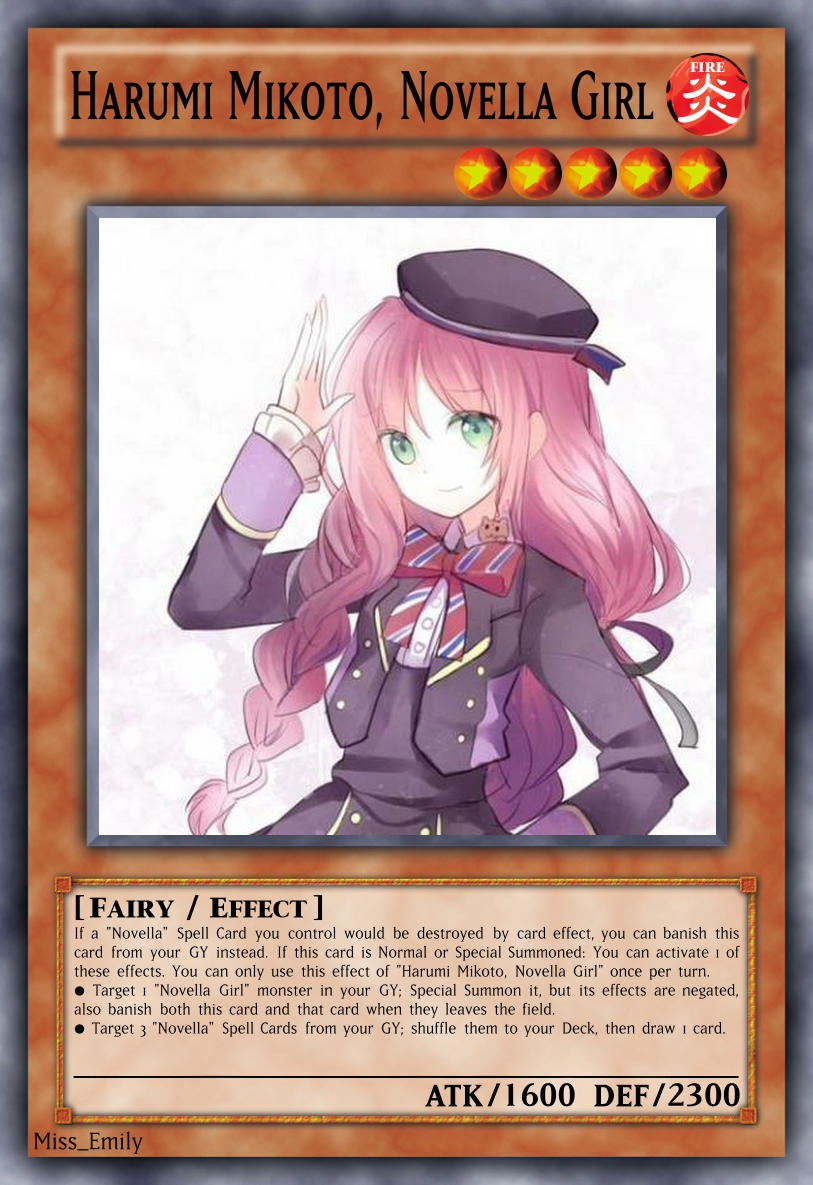 Harumi Mikoto, Novella Girl
FIRE
炎
[ Fairy / Effect ]
If a "Novella" Spell Card you control would be destroyed by card effect, you can banish this
card from your GY instead. If this card is Normal or Special Summoned: You can activate 1 of
these effects. You can only use this effect of "Harumi Mikoto, Novella Girl" once per turn.
● Target 1 "Novella Girl" monster in your GY; Special Summon it, but its effects are negated,
also banish both this card and that card when they leaves the field.
● Target 3 "Novella" Spell Cards from your GY; shuffle them to your Deck, then draw 1 card.
ATK/1600 DEF/2300
Miss_Emily